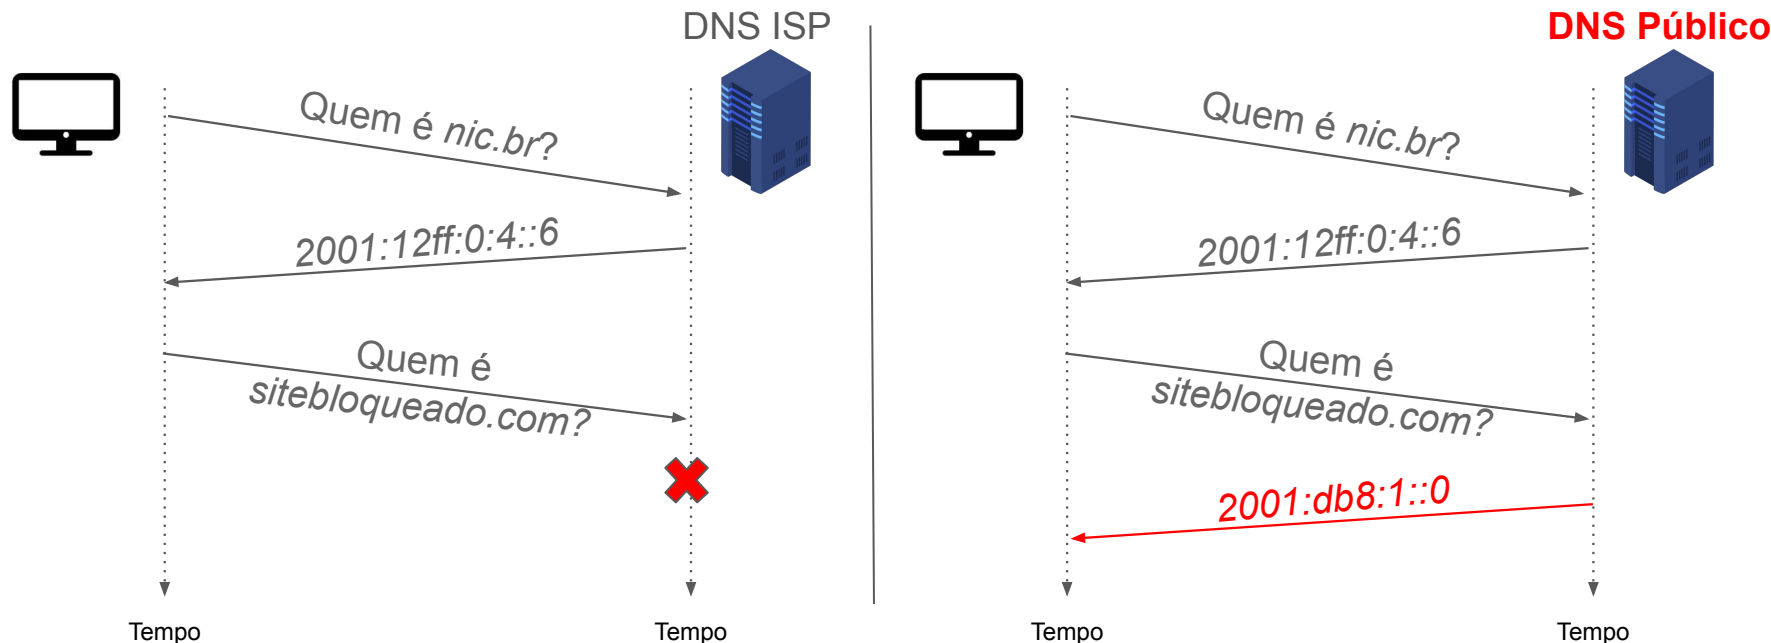 DNS ISP
Quem é nic.br?
2001:12ff:0:4::6
Quem é
sitebloqueado.com?
Tempo
Tempo
DNS Público
Quem é nic.br?
2001:12ff:0:4::6
Quem é
sitebloqueado.com?
2001:db8:1::0
Tempo
Tempo